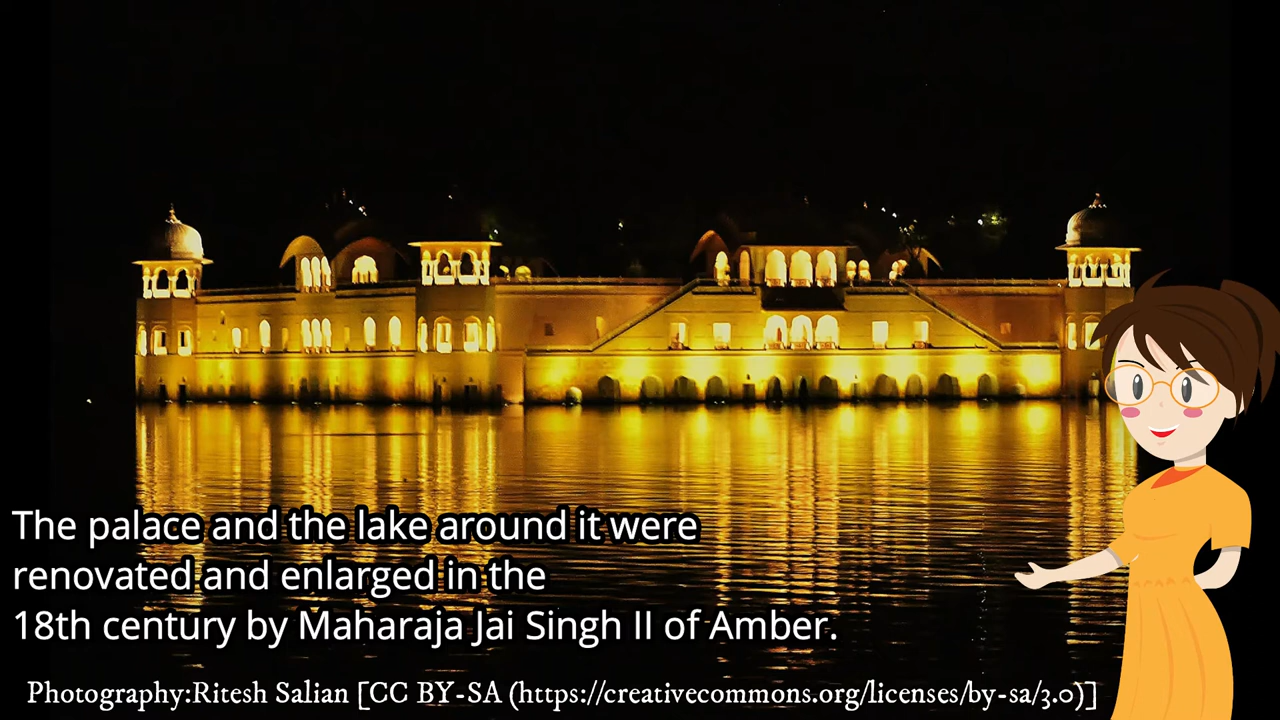 The palace and the lake around it were
renovated and enlarged in the
18th century by Maharaja Jai Singh II of Amber.
Photography:Ritesh Salian [CC BY-SA (https://creativecommons.org/licenses/by-sa/3.0)]